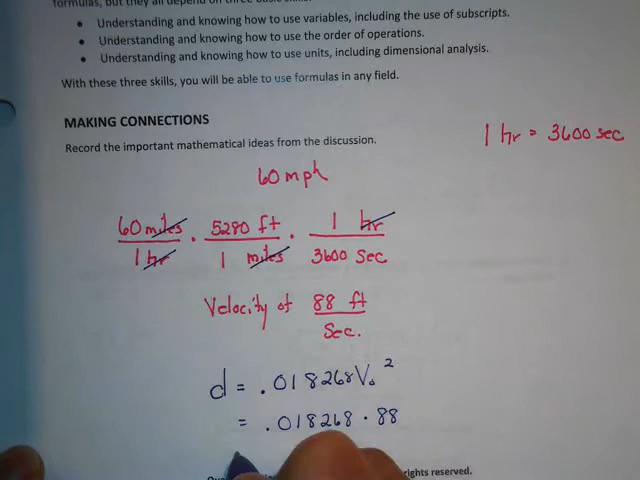 formulas, but they all depend on three basic skills:
• Understanding and knowing how to use variables, including the use of subscripts.
• Understanding and knowing how to use the order of operations.
• Understanding and knowing how to use units, including dimensional analysis.
With these three skills, you will be able to use formulas in any field.
MAKING CONNECTIONS
Record the important mathematical ideas from the discussion.
1 hr = 3600 sec
60 mph
60 miles · 5280 ft · 1 hr
1 hr 1 miles 3600 sec
Velocity of 88 ft
Sec.
d = .018268V₀²
= .018268 · 88
rights reserved.